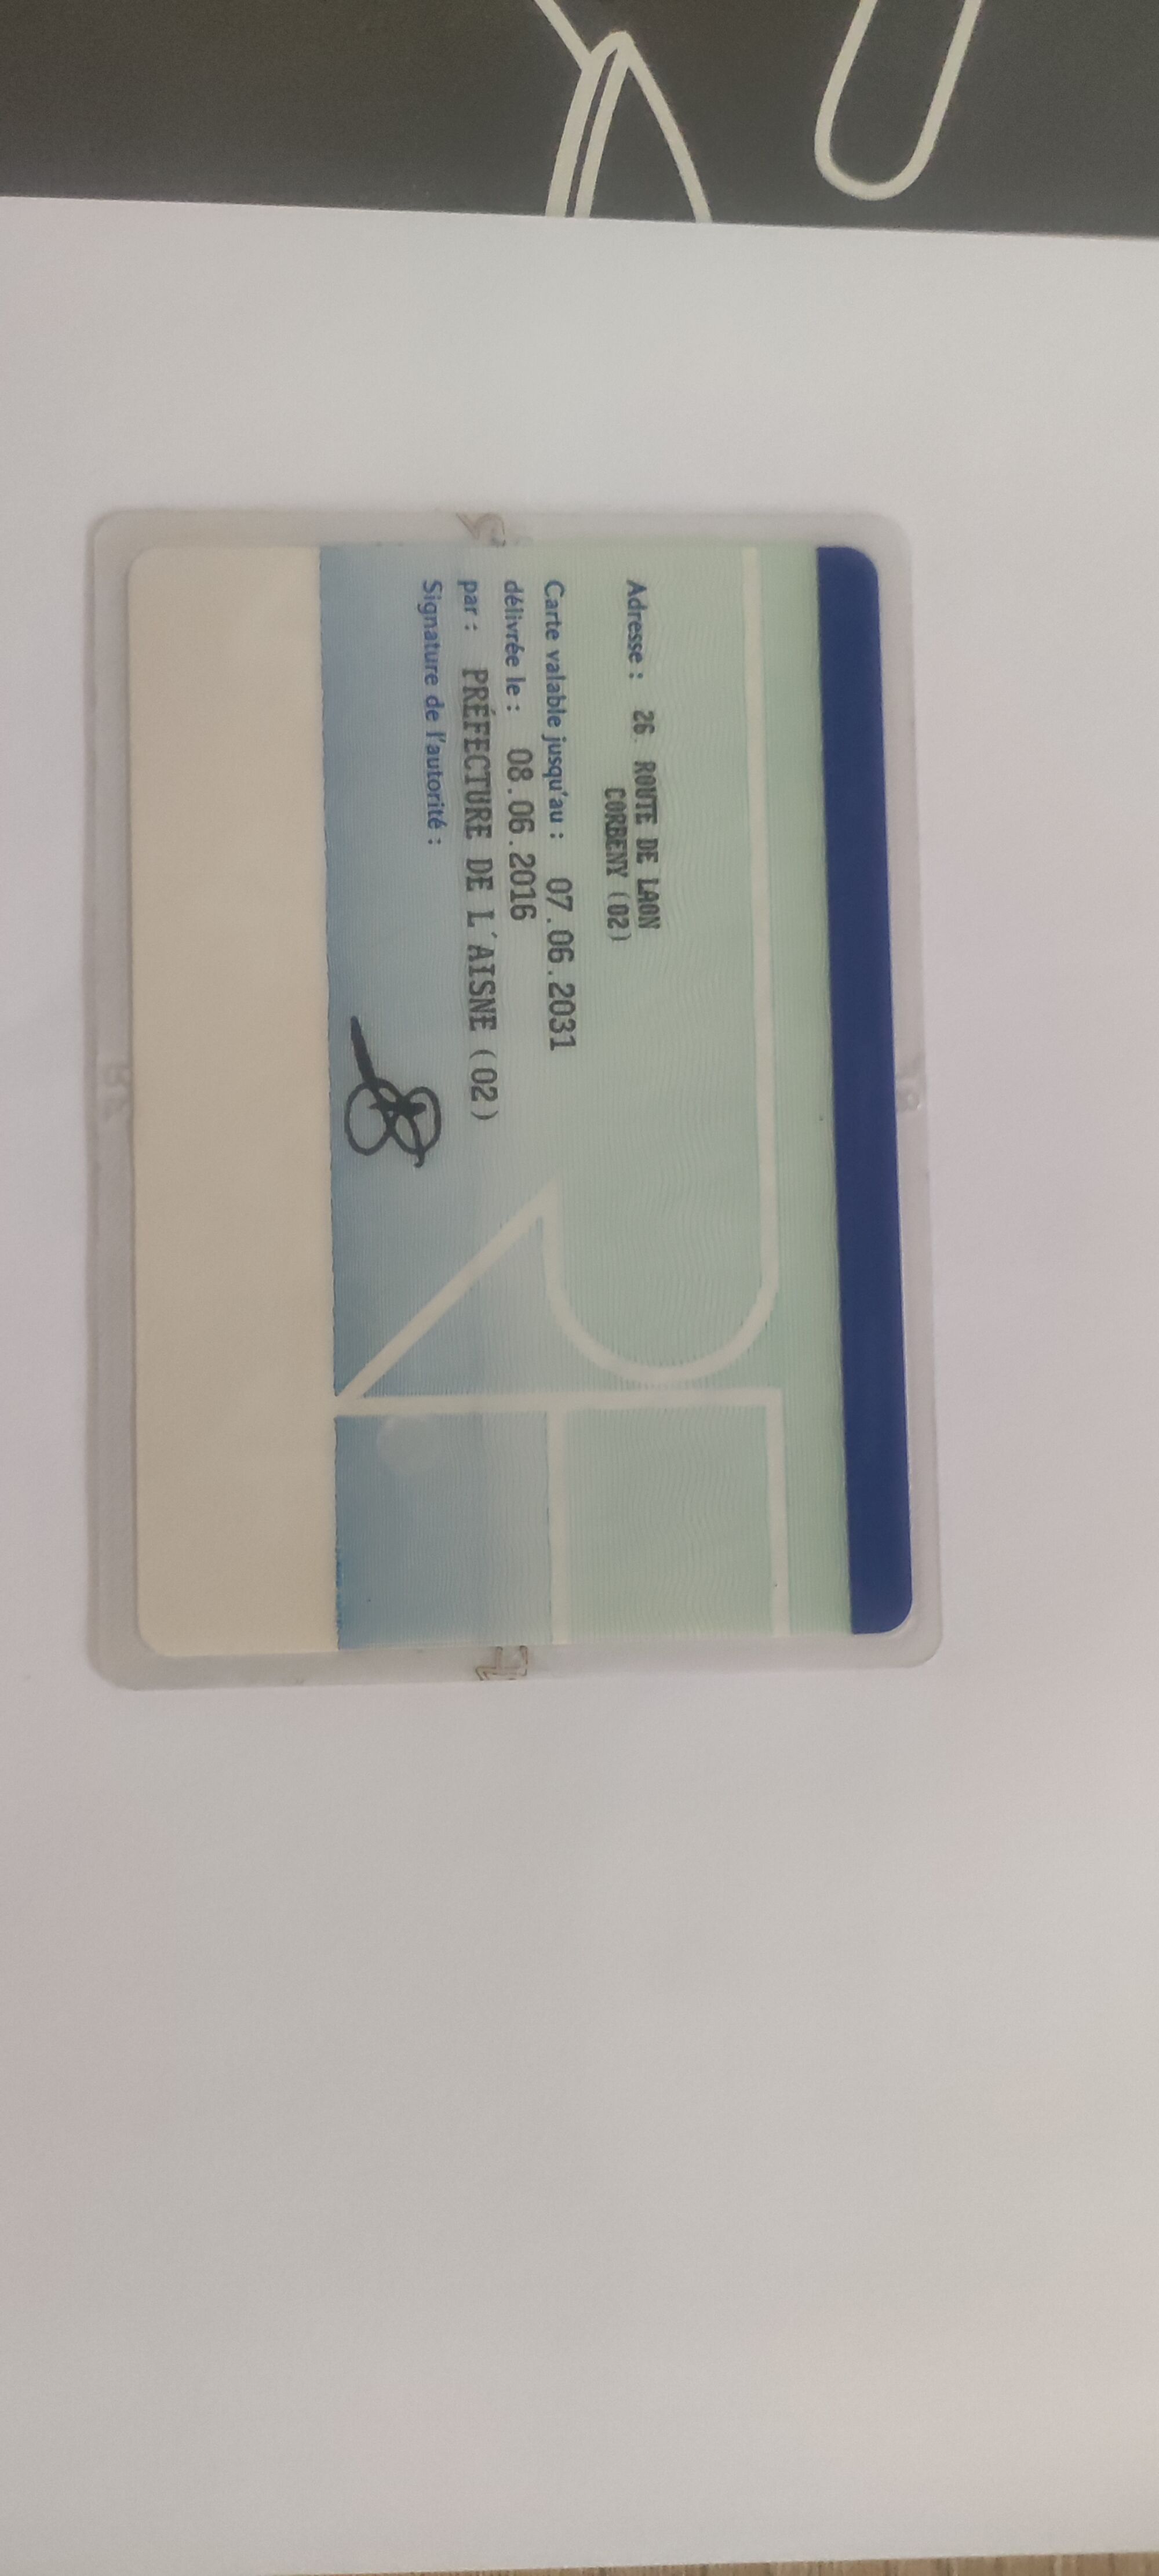 Adresse : 26 ROUTE DE LAON
CORBENY (02)
Carte valable jusqu'au : 07.06.2031
délivrée le : 08.06.2016
par : PRÉFECTURE DE L'AISNE (02)
Signature de l'autorité :